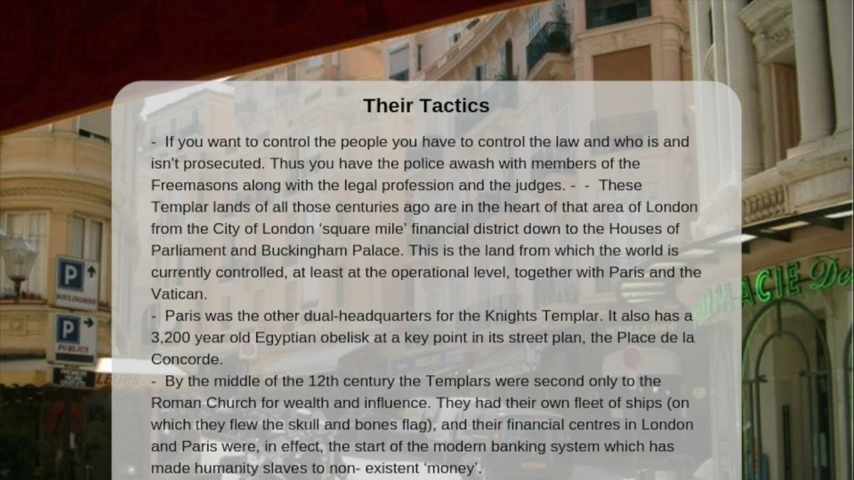 Their Tactics
- If you want to control the people you have to control the law and who is and
isn't prosecuted. Thus you have the police awash with members of the
Freemasons along with the legal profession and the judges. - - These
Templar lands of all those centuries ago are in the heart of that area of London
from the City of London ‘square mile’ financial district down to the Houses of
Parliament and Buckingham Palace. This is the land from which the world is
currently controlled, at least at the operational level, together with Paris and the
Vatican.
- Paris was the other dual-headquarters for the Knights Templar. It also has a
3,200 year old Egyptian obelisk at a key point in its street plan, the Place de la
Concorde.
- By the middle of the 12th century the Templars were second only to the
Roman Church for wealth and influence. They had their own fleet of ships (on
which they flew the skull and bones flag), and their financial centres in London
and Paris were, in effect, the start of the modern banking system which has
made humanity slaves to non- existent ‘money’.
P
P
PUBLICS